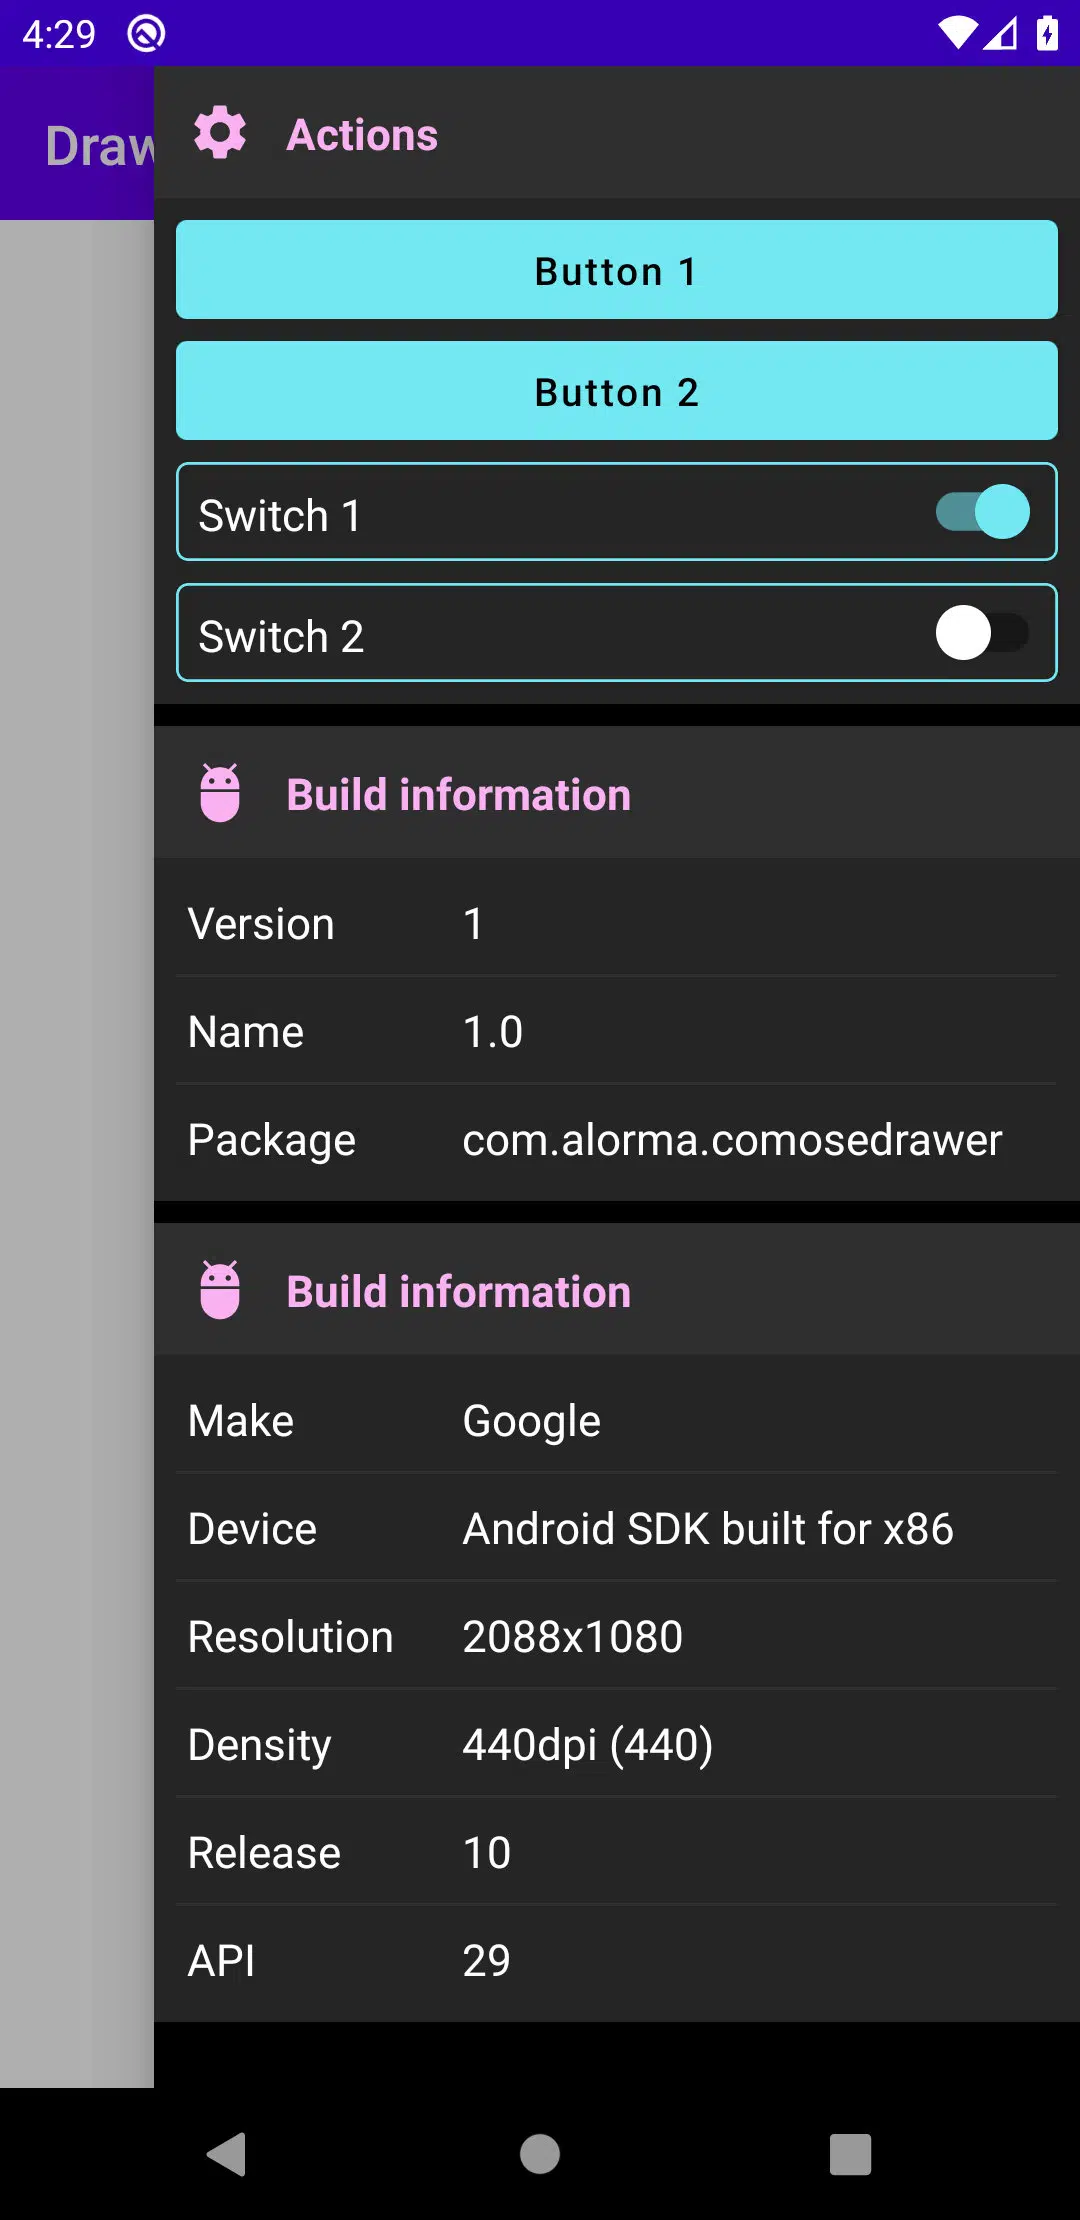 4:29
Draw
Actions
Button 1
Button 2
Switch 1
Switch 2
Build information
Version 1
Name 1.0
Package com.alorma.comosedrawer
Build information
Make Google
Device Android SDK built for x86
Resolution 2088x1080
Density 440dpi (440)
Release 10
API 29